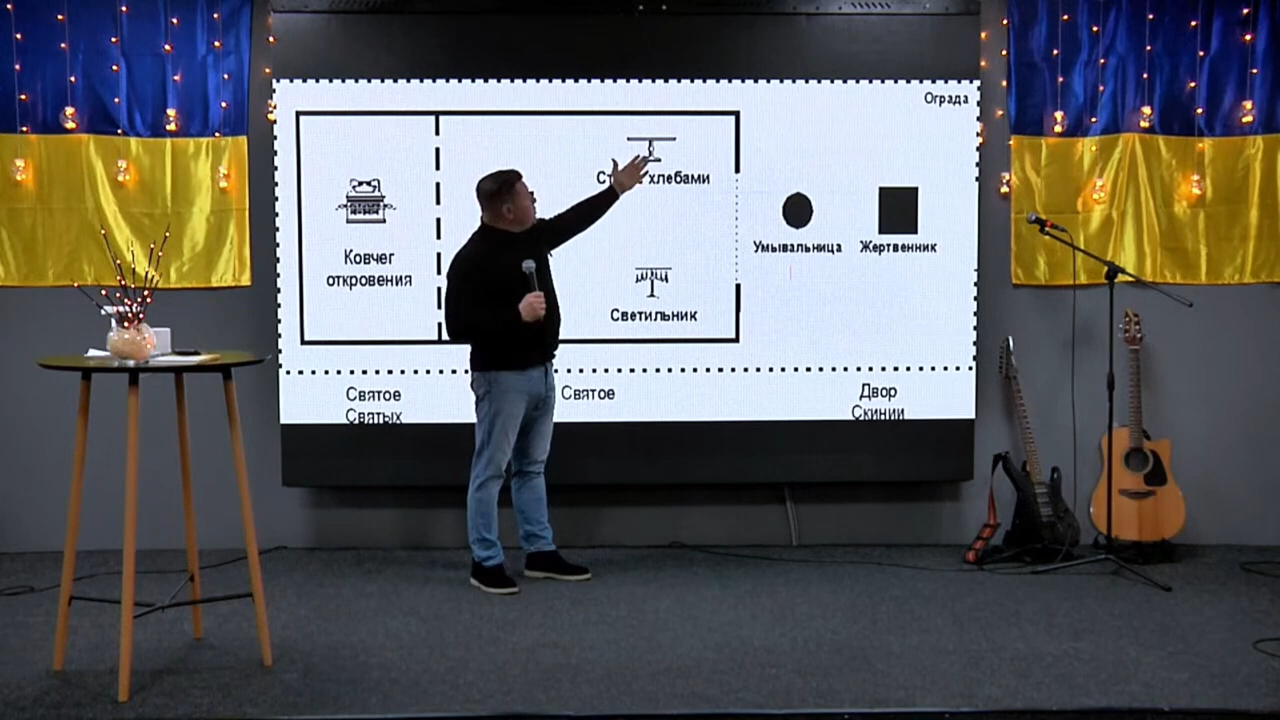 Ограда
хлебами
Ковчег
откровения
Умывальница
Жертвенник
Светильник
Святое
Святых
Святое
Двор
Скинии